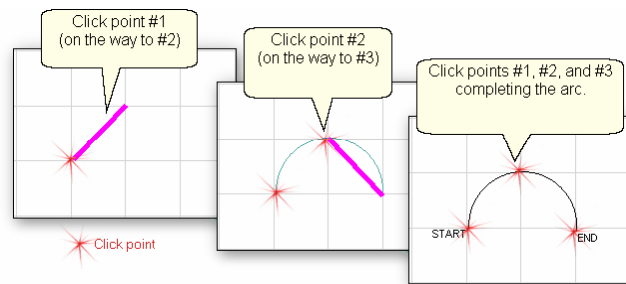 Click point #1
(on the way to #2)
Click point #2
(on the way to #3)
Click points #1, #2, and #3
completing the arc.
START
END
Click point